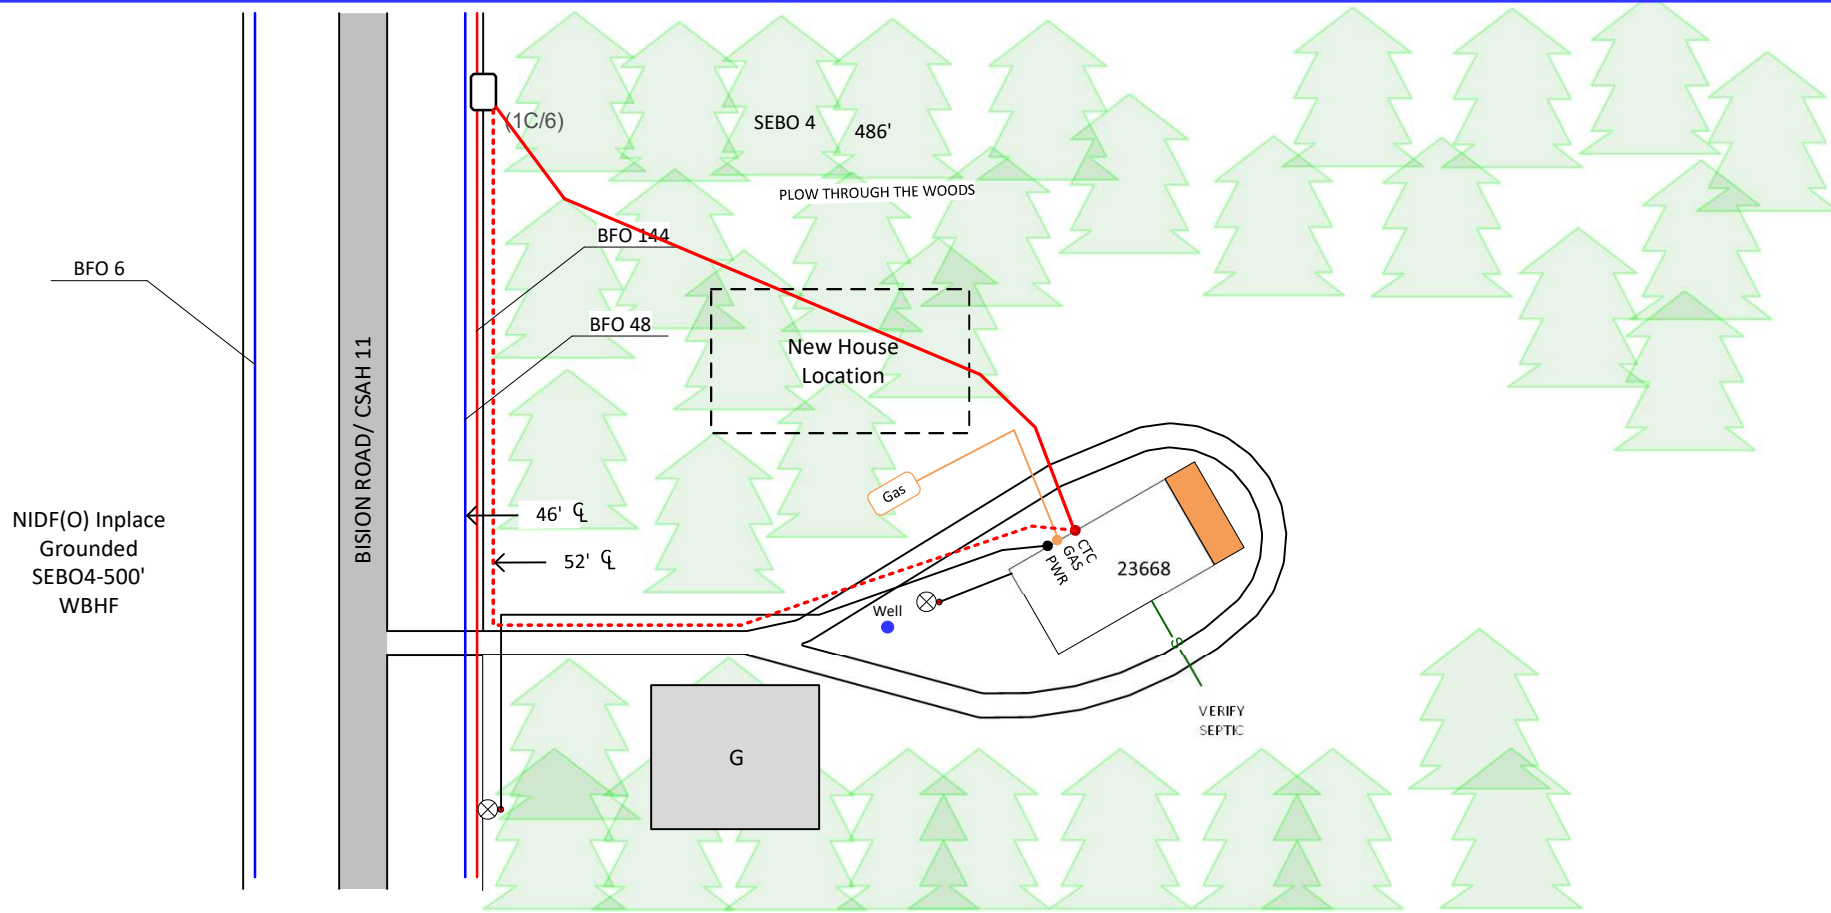 (1C/6)
SEBO 4
486'
PLOW THROUGH THE WOODS
BFO 144
BFO 6
BFO 48
New House
Location
BISION ROAD/ CSAH 11
Gas
46' ℄
NIDF(O) Inplace
Grounded
SEBO4-500'
WBHF
52' ℄
CTC
GAS
PWR
23668
Well
S
VERIFY
SEPTIC
G